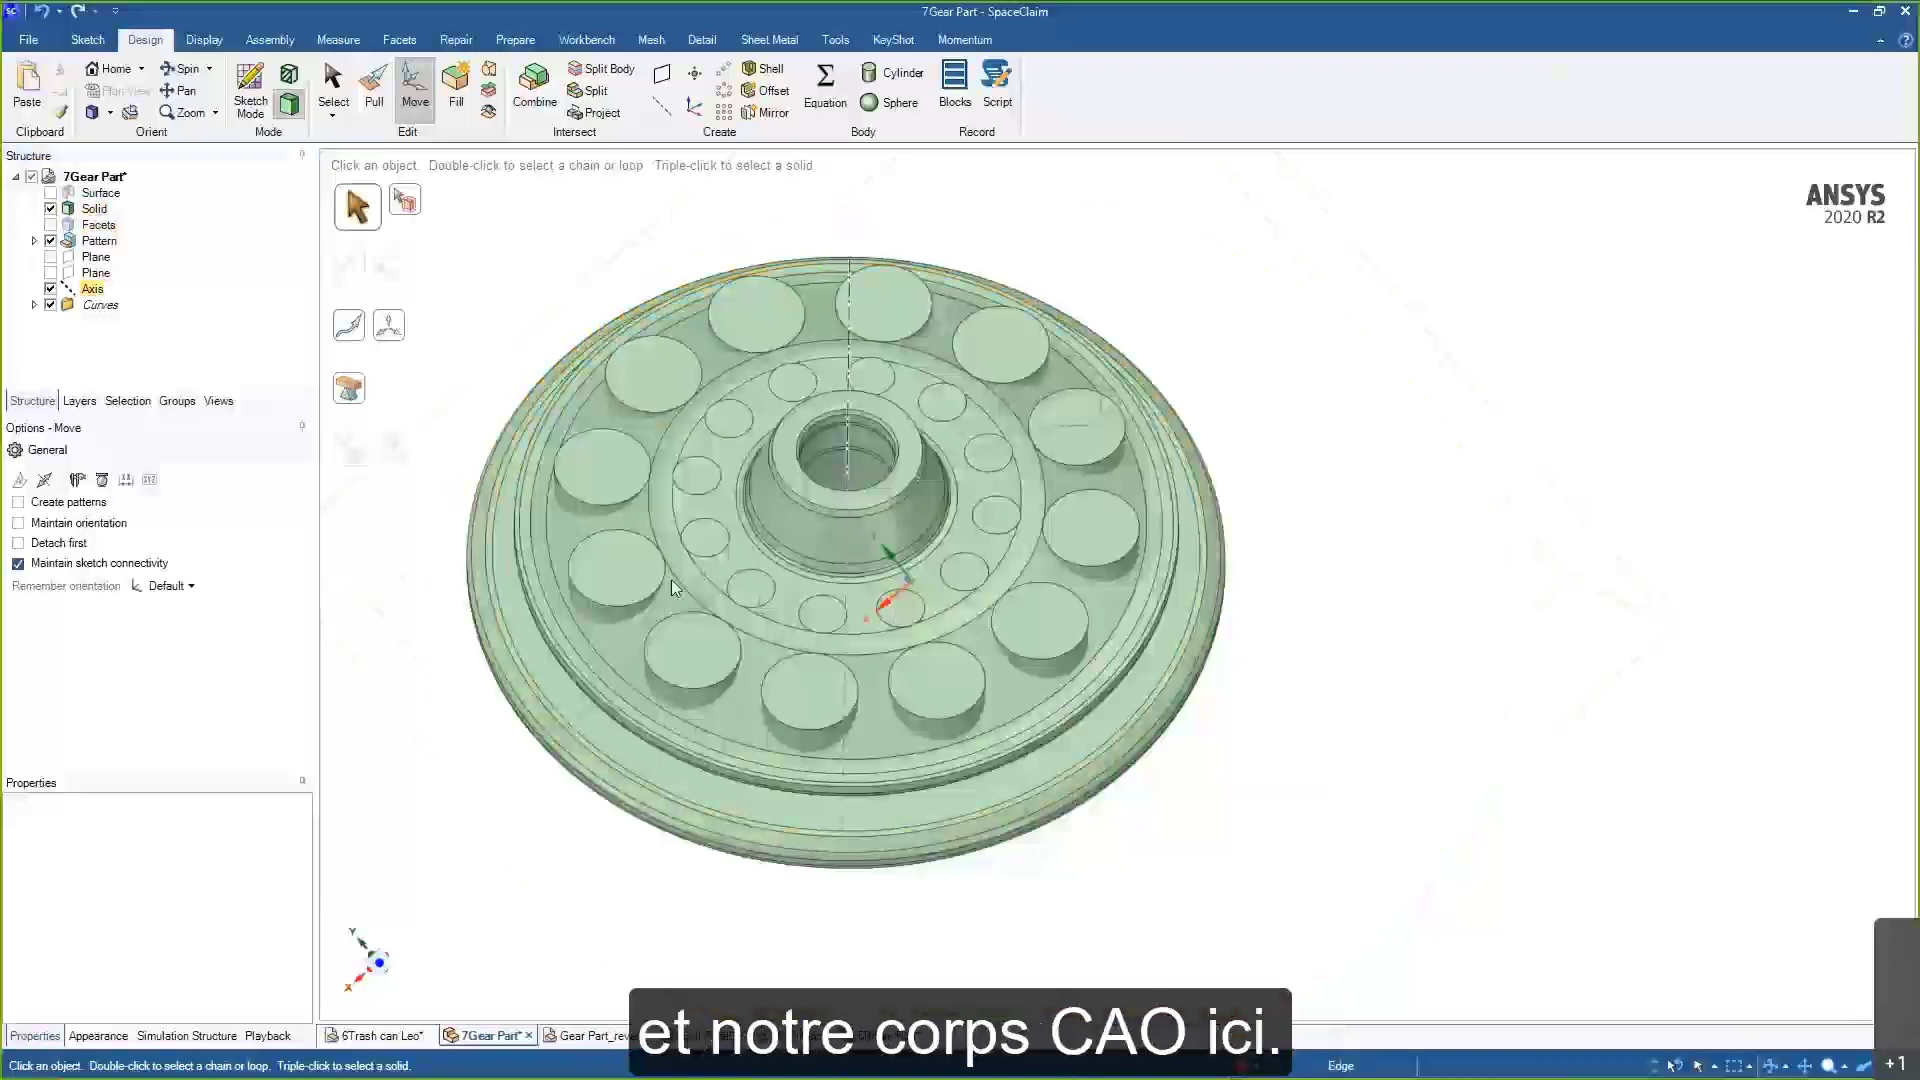 7Gear Part - SpaceClaim
File Sketch Design Display Assembly Measure Facets Repair Prepare Workbench Mesh Detail Sheet Metal Tools KeyShot Momentum
Paste
Home
Plan View
Spin
Pan
Zoom
Sketch
Mode
Select
Pull
Move
Fill
Combine
Split Body
Split
Project
Shell
Offset
Mirror
Equation
Cylinder
Sphere
Blocks
Script
Clipboard Orient Mode Edit Intersect Create Body Record
Structure
7Gear Part*
Surface
Solid
Facets
Pattern
Plane
Plane
Axis
Curves
Structure Layers Selection Groups Views
Options - Move
General
Create patterns
Maintain orientation
Detach first
Maintain sketch connectivity
Remember orientation Default
Properties
Click an object. Double-click to select a chain or loop Triple-click to select a solid.
ANSYS
2020 R2
Y
X
Properties Appearance Simulation Structure Playback
6Trash can Leo*
7Gear Part*
et notre corps CAO ici.
Click an object. Double-click to select a chain or loop. Triple-click to select a solid.
Edge
+1